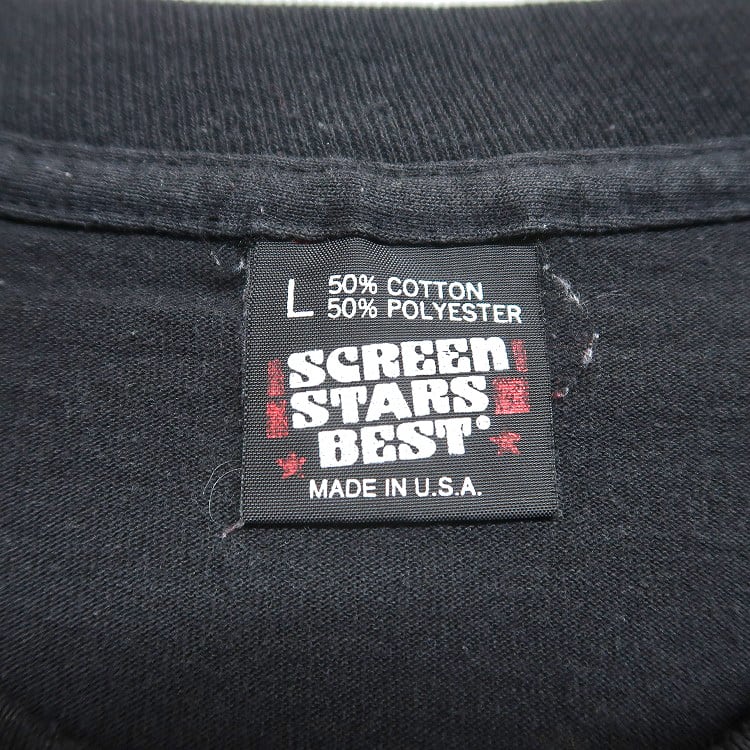 L 50% COTTON
50% POLYESTER
SCREEN
STARS
BEST®
MADE IN U.S.A.